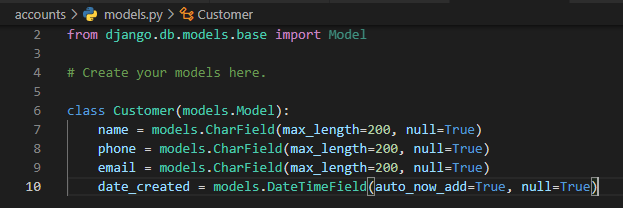 accounts > models.py > Customer
2 from django.db.models.base import Model
3
4 # Create your models here.
5
6 class Customer(models.Model):
7     name = models.CharField(max_length=200, null=True)
8     phone = models.CharField(max_length=200, null=True)
9     email = models.CharField(max_length=200, null=True)
10     date_created = models.DateTimeField(auto_now_add=True, null=True)